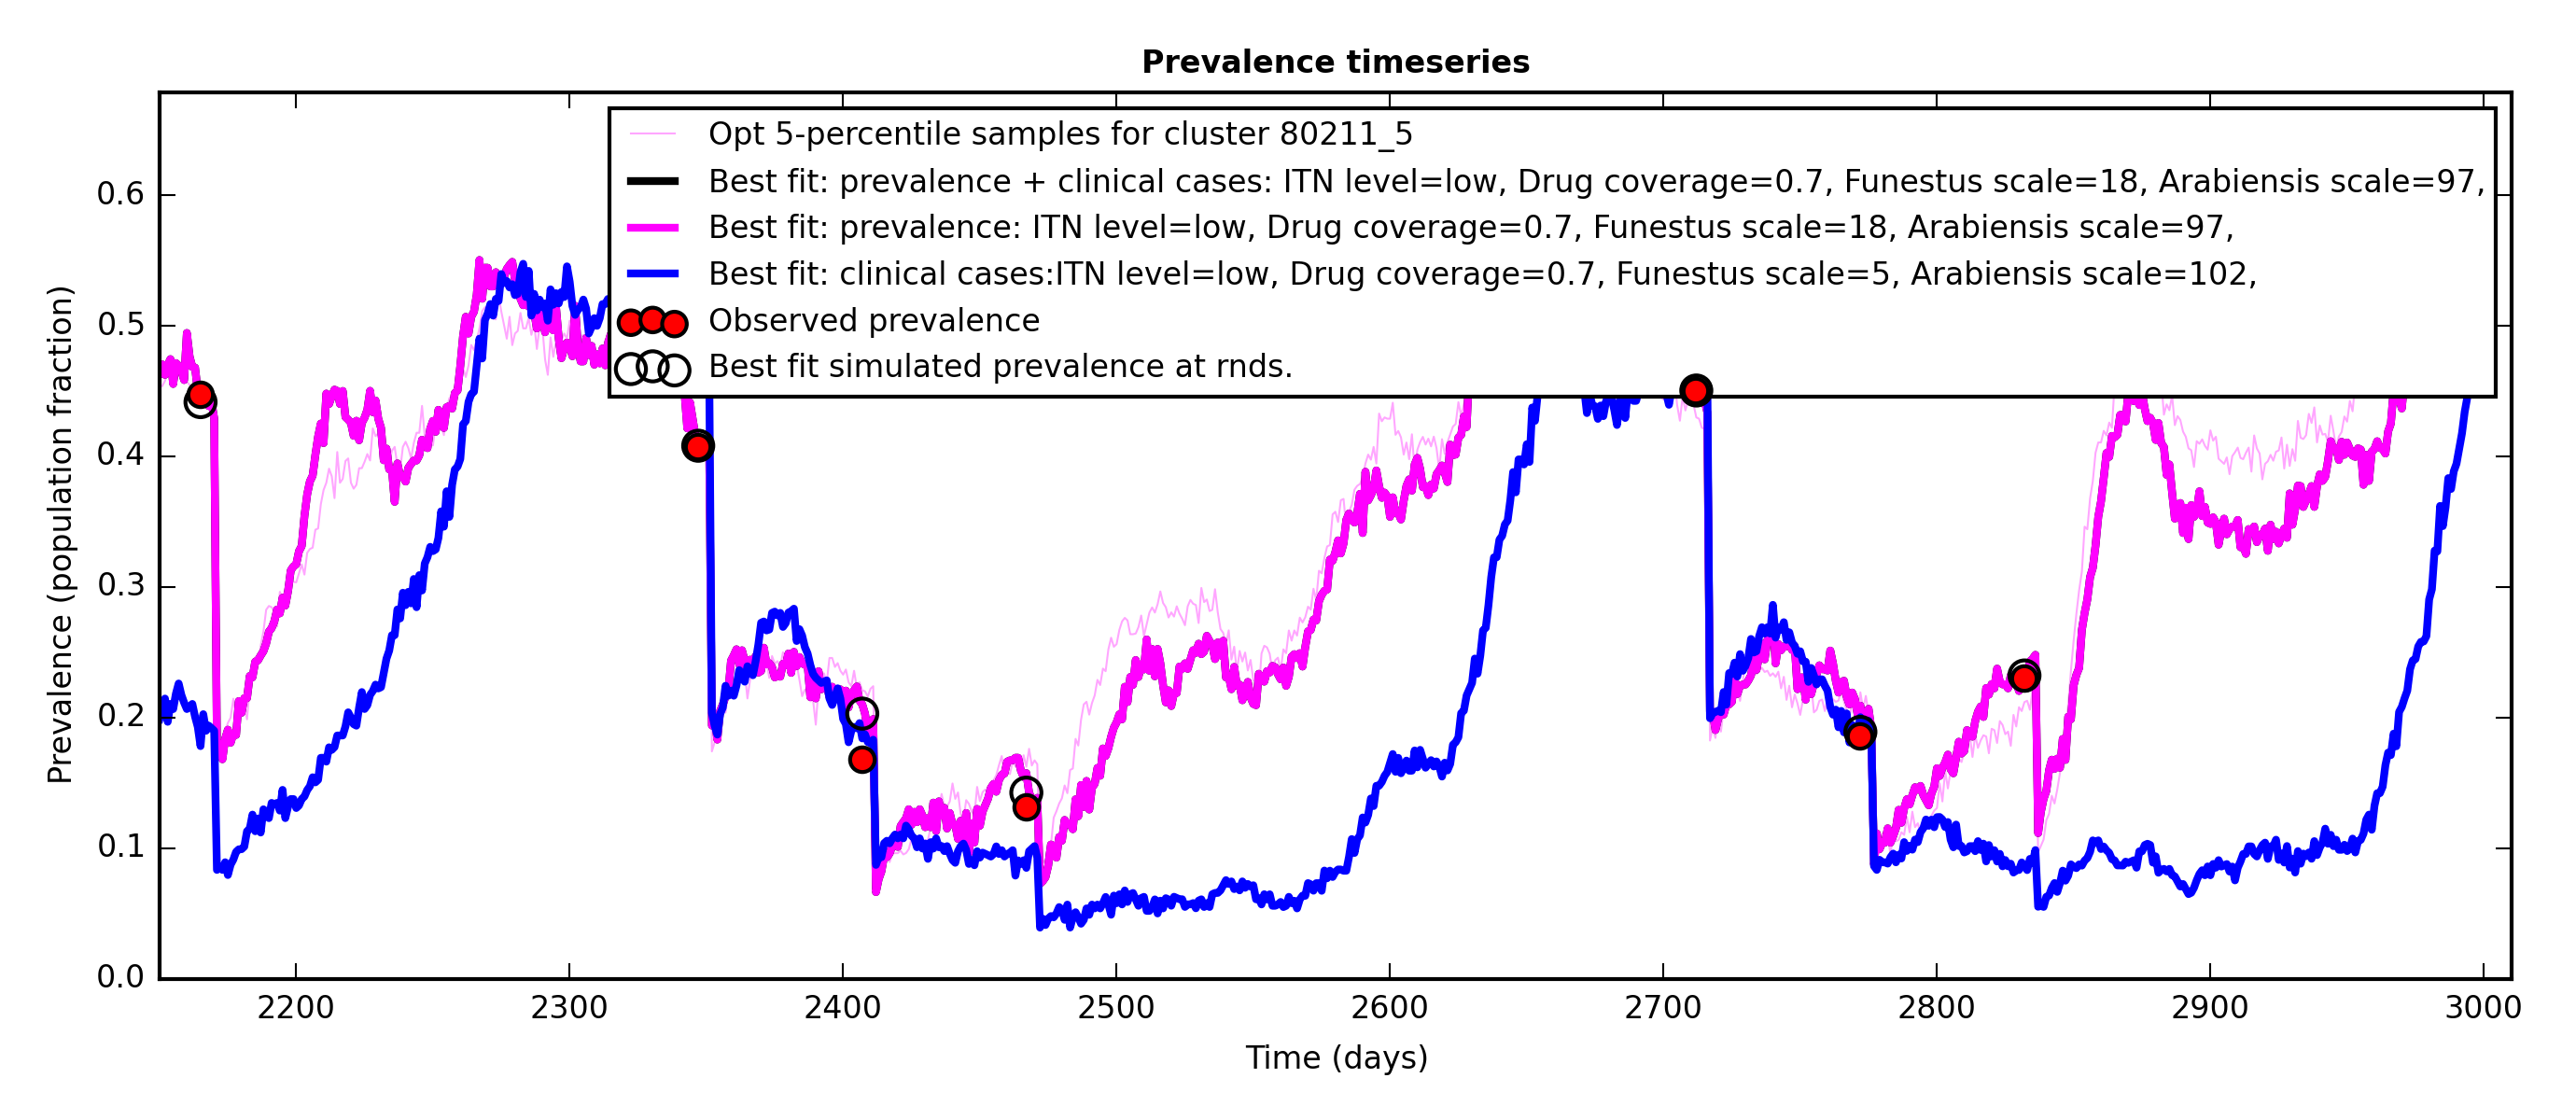 Prevalence timeseries
Opt 5-percentile samples for cluster 80211_5
Best fit: prevalence + clinical cases: ITN level=low, Drug coverage=0.7, Funestus scale=18, Arabiensis scale=97,
Best fit: prevalence: ITN level=low, Drug coverage=0.7, Funestus scale=18, Arabiensis scale=97,
Best fit: clinical cases:ITN level=low, Drug coverage=0.7, Funestus scale=5, Arabiensis scale=102,
Observed prevalence
Best fit simulated prevalence at rnds.
Prevalence (population fraction)
0.6
0.5
0.4
0.3
0.2
0.1
0.0
2200 2300 2400 2500 2600 2700 2800 2900 3000
Time (days)